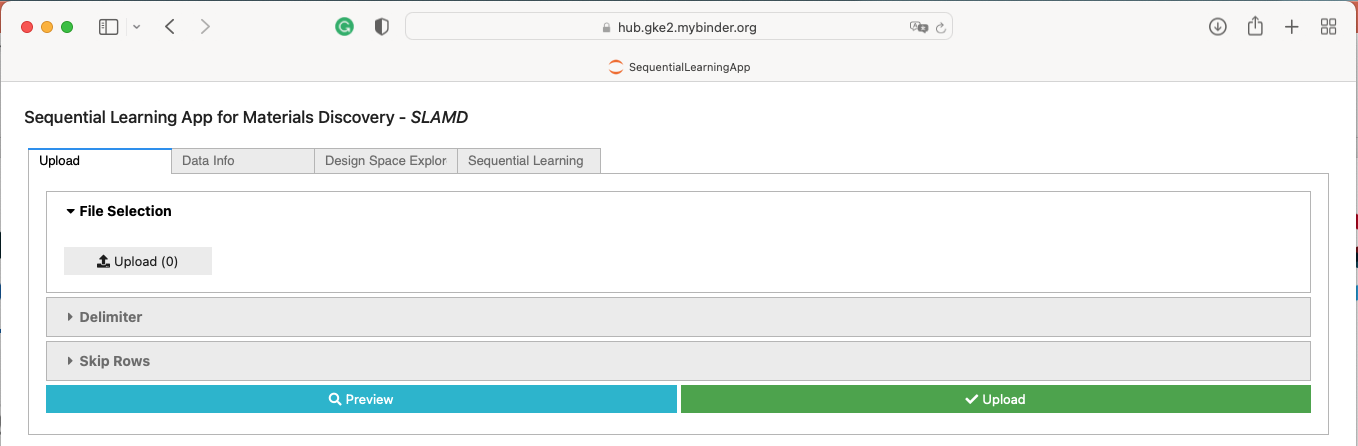 hub.gke2.mybinder.org
SequentialLearningApp
Sequential Learning App for Materials Discovery - SLAMD
Upload Data Info Design Space Explor Sequential Learning
File Selection
Upload (0)
Delimiter
Skip Rows
Preview Upload